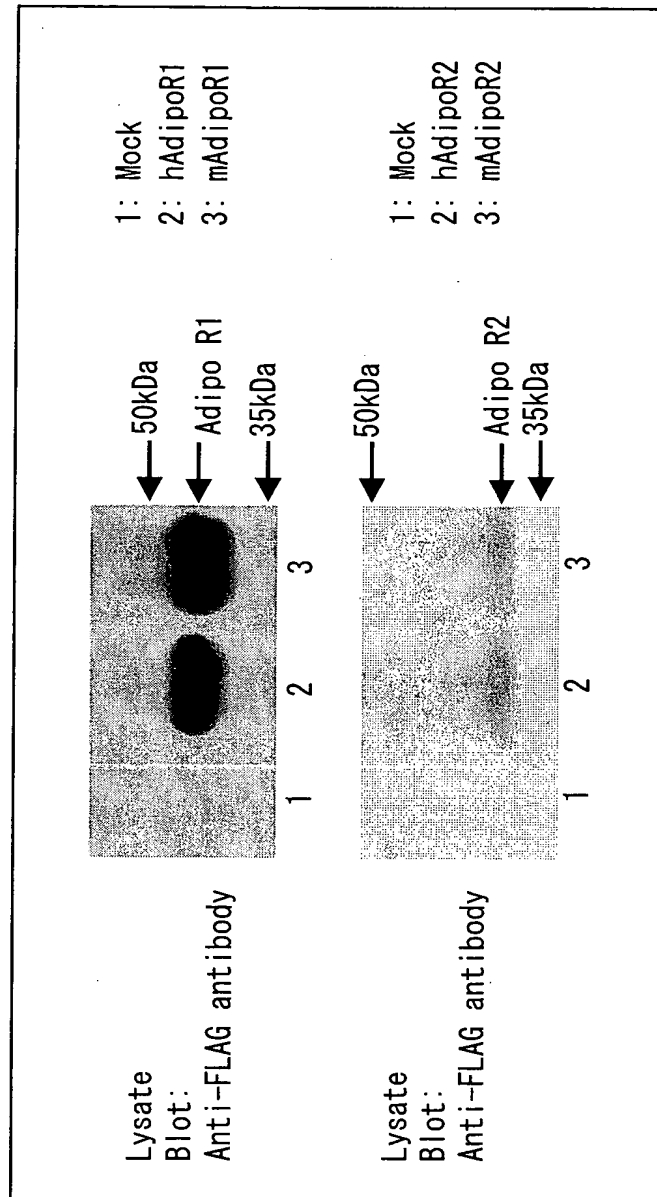 Lysate
Blot:
Anti-FLAG antibody
50kDa
Adipo R1
35kDa
1 2 3
1: Mock
2: hAdipoR1
3: mAdipoR1
Lysate
Blot:
Anti-FLAG antibody
50kDa
Adipo R2
35kDa
1 2 3
1: Mock
2: hAdipoR2
3: mAdipoR2